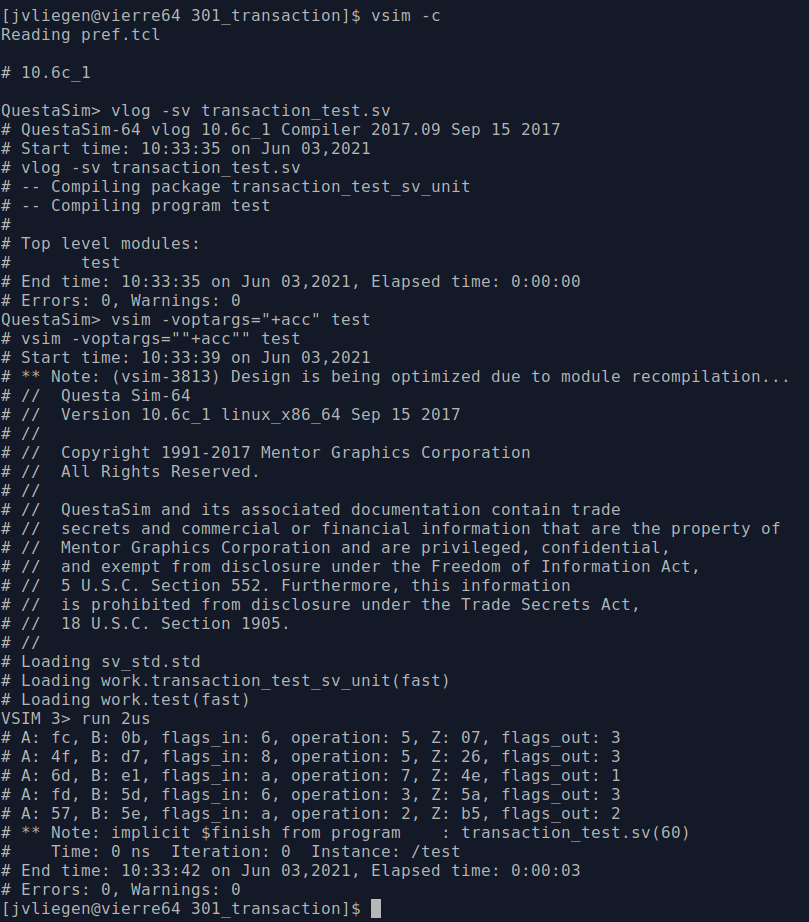 [jvliegen@vierre64 301_transaction]$ vsim -c
Reading pref.tcl
# 10.6c_1
QuestaSim> vlog -sv transaction_test.sv
# QuestaSim-64 vlog 10.6c_1 Compiler 2017.09 Sep 15 2017
# Start time: 10:33:35 on Jun 03,2021
# vlog -sv transaction_test.sv
# -- Compiling package transaction_test_sv_unit
# -- Compiling program test
#
# Top level modules:
#       test
# End time: 10:33:35 on Jun 03,2021, Elapsed time: 0:00:00
# Errors: 0, Warnings: 0
QuestaSim> vsim -voptargs="+acc" test
# vsim -voptargs=""+acc"" test
# Start time: 10:33:39 on Jun 03,2021
# ** Note: (vsim-3813) Design is being optimized due to module recompilation...
# //  Questa Sim-64
# //  Version 10.6c_1 linux_x86_64 Sep 15 2017
# //
# //  Copyright 1991-2017 Mentor Graphics Corporation
# //  All Rights Reserved.
# //
# //  QuestaSim and its associated documentation contain trade
# //  secrets and commercial or financial information that are the property of
# //  Mentor Graphics Corporation and are privileged, confidential,
# //  and exempt from disclosure under the Freedom of Information Act,
# //  5 U.S.C. Section 552. Furthermore, this information
# //  is prohibited from disclosure under the Trade Secrets Act,
# //  18 U.S.C. Section 1905.
# //
# Loading sv_std.std
# Loading work.transaction_test_sv_unit(fast)
# Loading work.test(fast)
VSIM 3> run 2us
# A: fc, B: 0b, flags_in: 6, operation: 5, Z: 07, flags_out: 3
# A: 4f, B: d7, flags_in: 8, operation: 5, Z: 26, flags_out: 3
# A: 6d, B: e1, flags_in: a, operation: 7, Z: 4e, flags_out: 1
# A: fd, B: 5d, flags_in: 6, operation: 3, Z: 5a, flags_out: 3
# A: 57, B: 5e, flags_in: a, operation: 2, Z: b5, flags_out: 2
# ** Note: implicit $finish from program    : transaction_test.sv(60)
#    Time: 0 ns  Iteration: 0  Instance: /test
# End time: 10:33:42 on Jun 03,2021, Elapsed time: 0:00:03
# Errors: 0, Warnings: 0
[jvliegen@vierre64 301_transaction]$